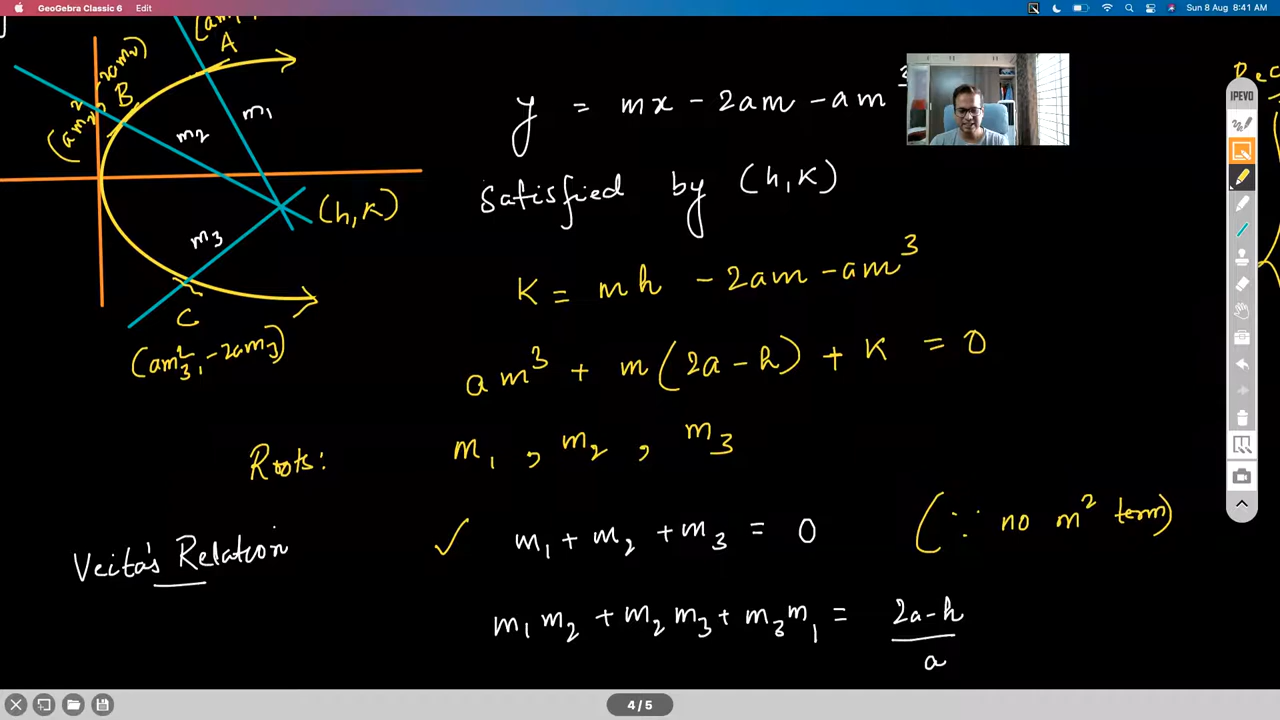 GeoGebra Classic 6 Edit Sun 8 Aug 8:41 AM
A
B
m₁
m₂
m₃
(h, K)
C
(am₃², -2am₃)
y = mx - 2am - am
IPEVO
Satisfied by (h, K)
K = mh - 2am - am³
am³ + m(2a - h) + K = 0
Roots: m₁, m₂, m₃
Veita's Relation
✓ m₁ + m₂ + m₃ = 0 (∵ no m² term)
m₁m₂ + m₂m₃ + m₃m₁ = 2a-h/a
4 / 5